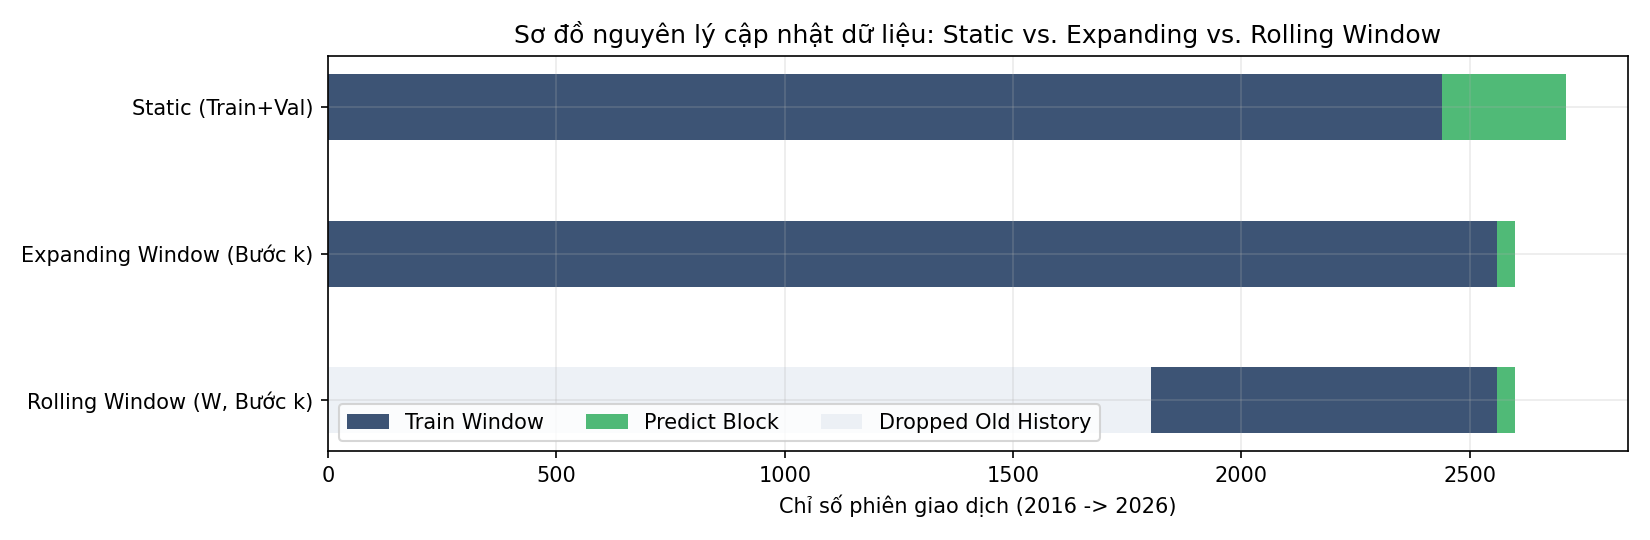 Sơ đồ nguyên lý cập nhật dữ liệu: Static vs. Expanding vs. Rolling Window
Static (Train+Val)
Expanding Window (Bước k)
Rolling Window (W, Bước k)
Train Window
Predict Block
Dropped Old History
0
500
1000
1500
2000
2500
Chỉ số phiên giao dịch (2016 -> 2026)